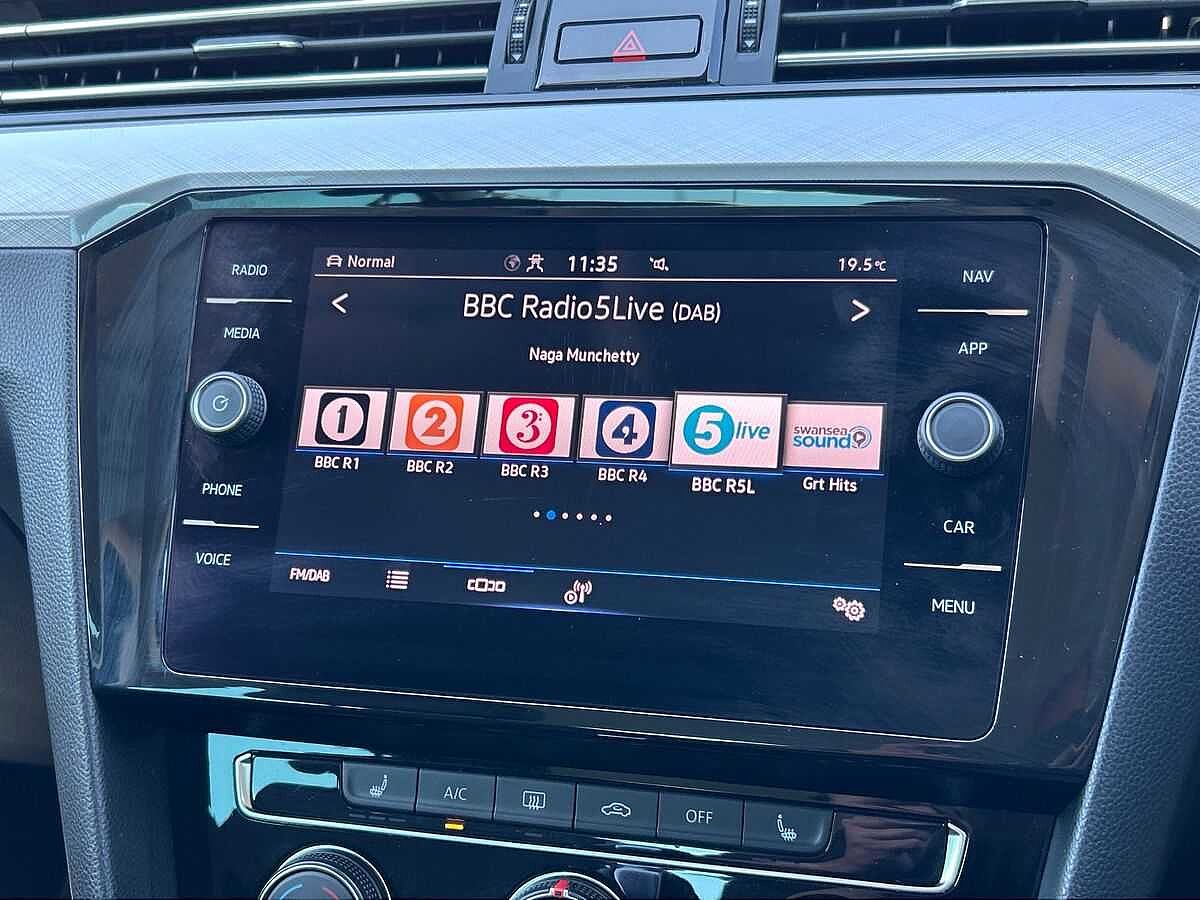 RADIO
MEDIA
PHONE
VOICE
Normal
11:35
19.5°C
BBC Radio5Live (DAB)
Naga Munchetty
1
2
3
4
5 live
swansea
sound
BBC R1
BBC R2
BBC R3
BBC R4
BBC R5L
Grt Hits
FM/DAB
NAV
APP
CAR
MENU
A/C
OFF